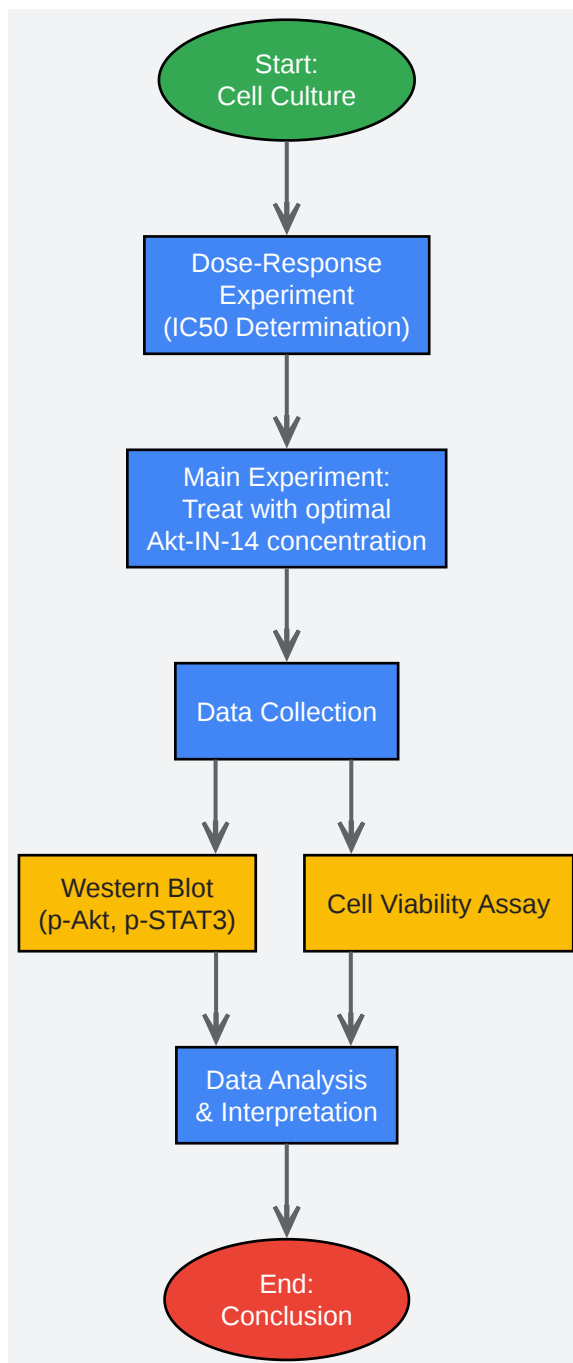 Start:
Cell Culture
Dose-Response
Experiment
(IC50 Determination)
Main Experiment:
Treat with optimal
Akt-IN-14 concentration
Data Collection
Western Blot
(p-Akt, p-STAT3)
Cell Viability Assay
Data Analysis
& Interpretation
End:
Conclusion